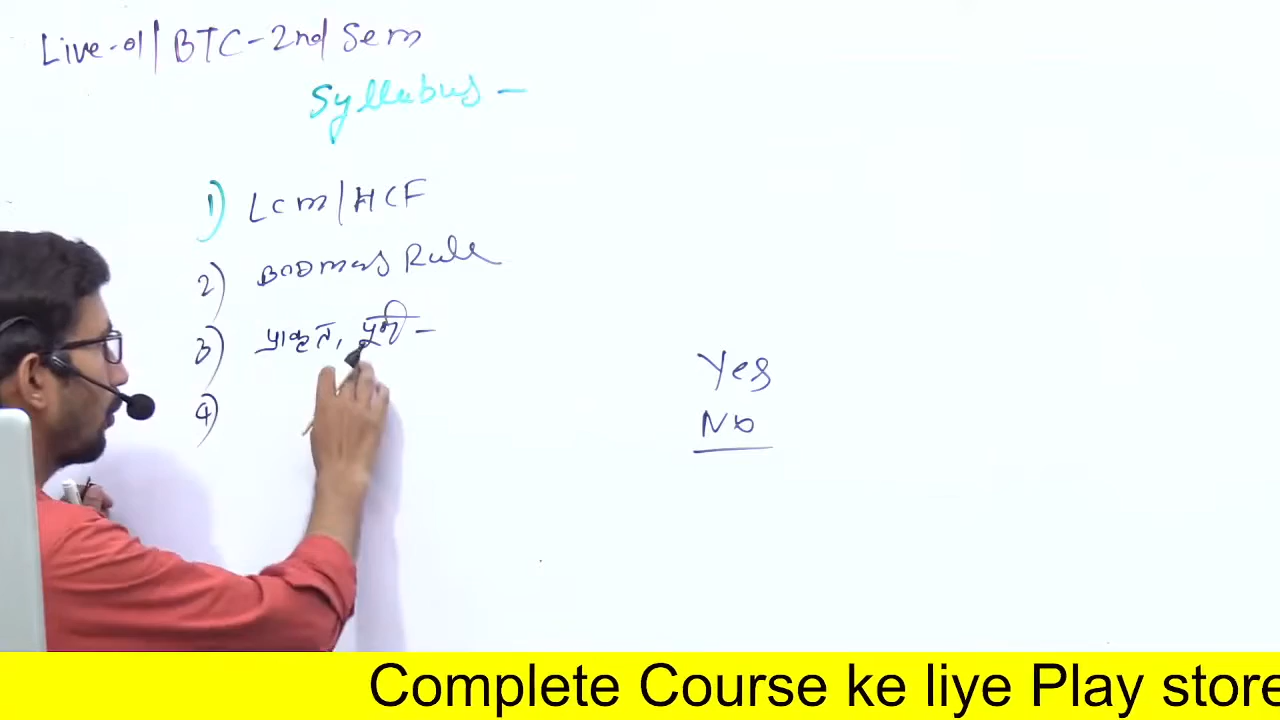 Live-01/BTC-2nd Sem
Syllabus -
1) Lcm/HCF
2) BODmas Rule
3) प्राकृत, पूर्ण -
4)
Yes
No
Complete Course ke liye Play store